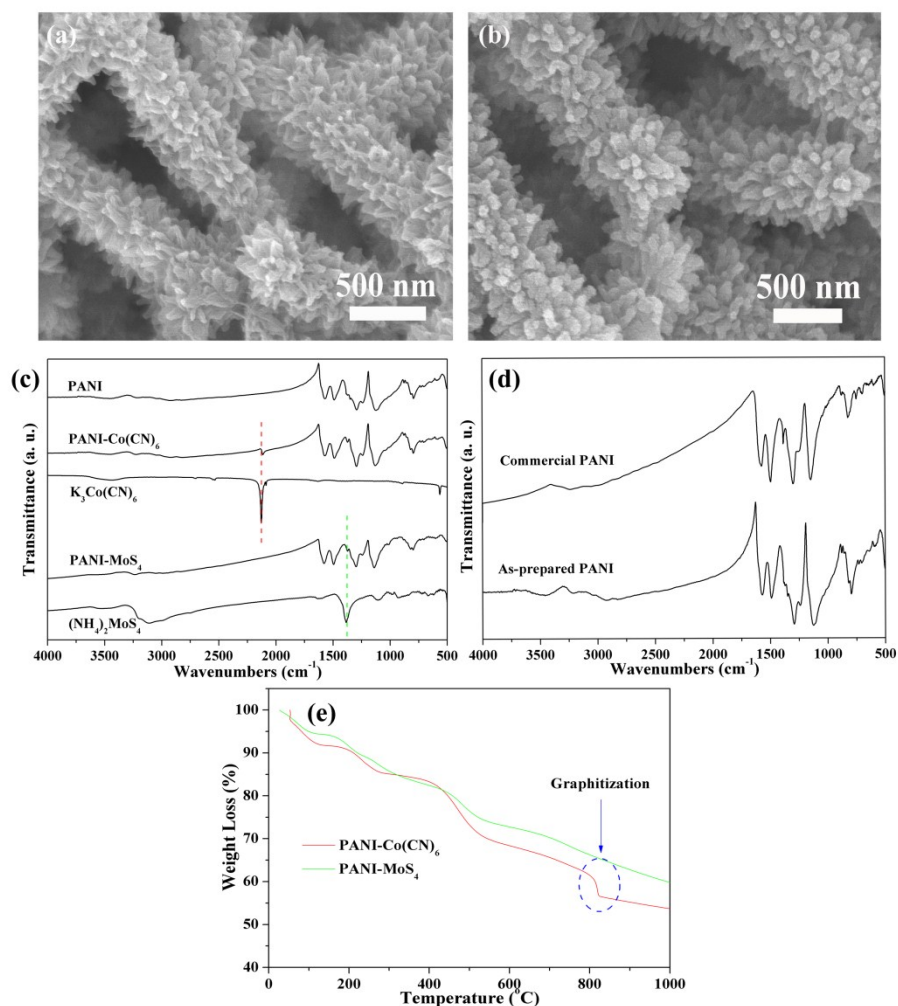 (a)
500 nm
(b)
500 nm
(c)
PANI
PANI-Co(CN)6
K3Co(CN)6
PANI-MoS4
(NH4)2MoS4
Transmittance (a. u.)
4000 3500 3000 2500 2000 1500 1000 500
Wavenumbers (cm-1)
(d)
Commercial PANI
As-prepared PANI
Transmittance (a. u.)
4000 3500 3000 2500 2000 1500 1000 500
Wavenumbers (cm-1)
(e)
100
90
80
70
60
50
40
Weight Loss (%)
Graphitization
PANI-Co(CN)6
PANI-MoS4
0 200 400 600 800 1000
Temperature (oC)